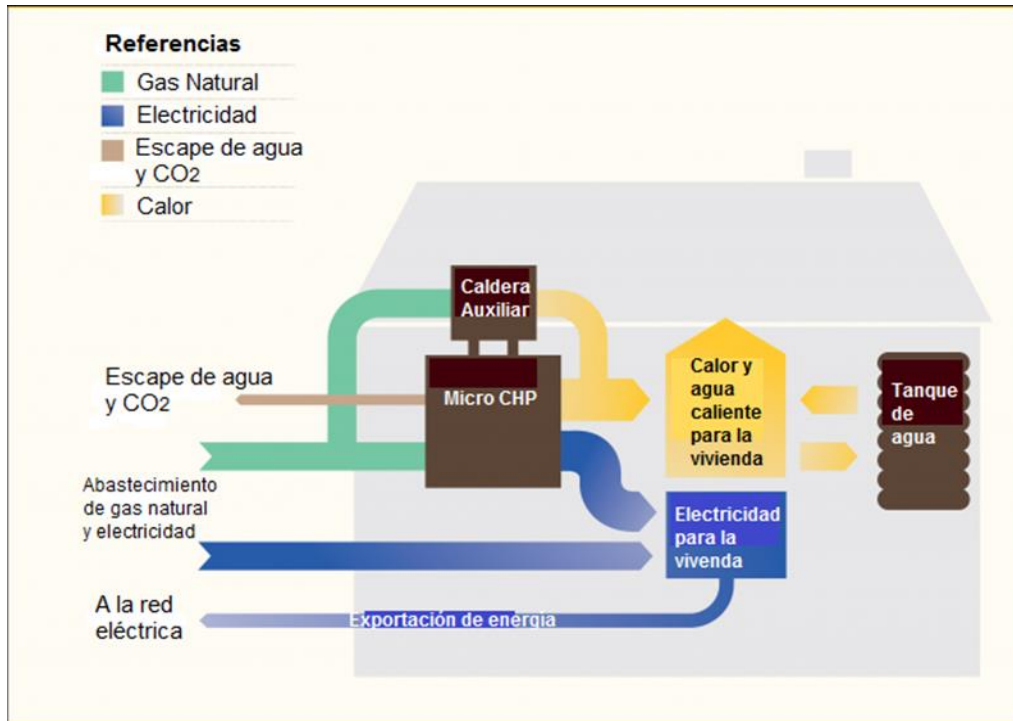 Referencias
Gas Natural
Electricidad
Escape de agua
y CO2
Calor
Caldera
Auxiliar
Escape de agua
y CO2
Micro CHP
Calor y
agua
caliente
para la
vivienda
Tanque
de
agua
Abastecimiento
de gas natural
y electricidad
Electricidad
para la
vivenda
A la red
eléctrica
Exportación de energia